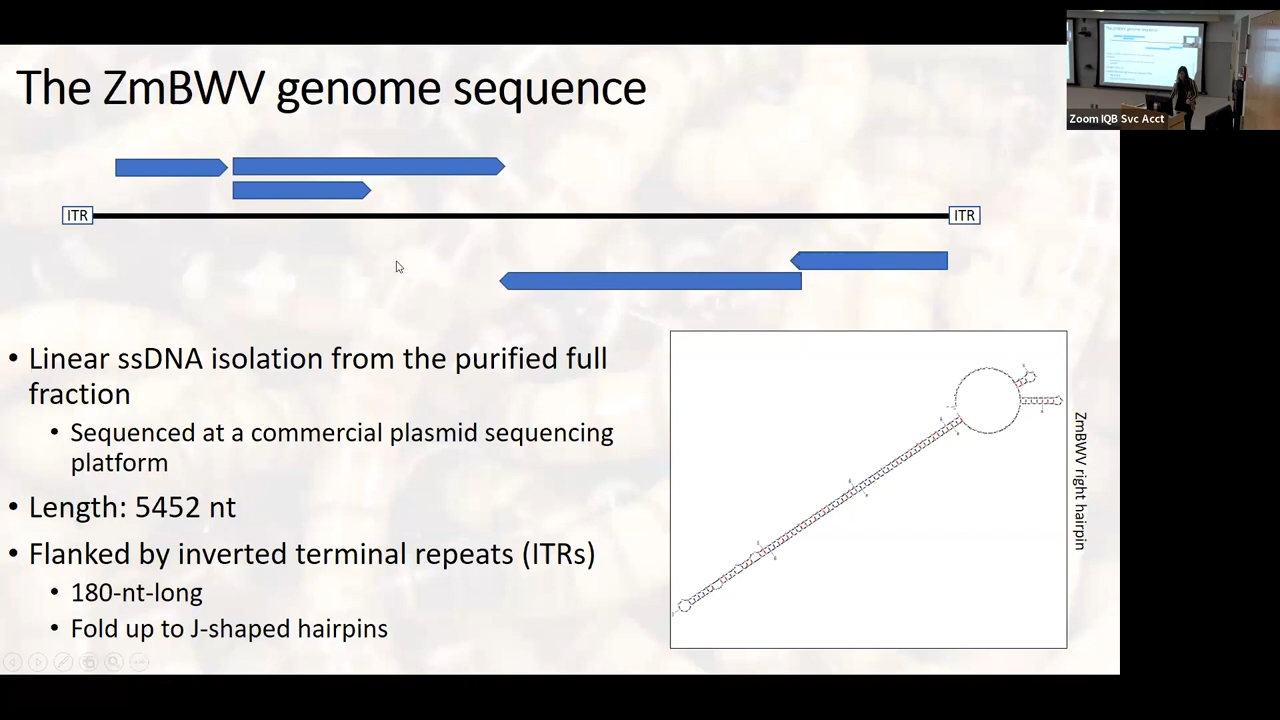 The ZmBWV genome sequence
Zoom IQB Svc Acct
ITR
ITR
• Linear ssDNA isolation from the purified full
fraction
• Sequenced at a commercial plasmid sequencing
platform
• Length: 5452 nt
• Flanked by inverted terminal repeats (ITRs)
• 180-nt-long
• Fold up to J-shaped hairpins
ZmBWV right hairpin